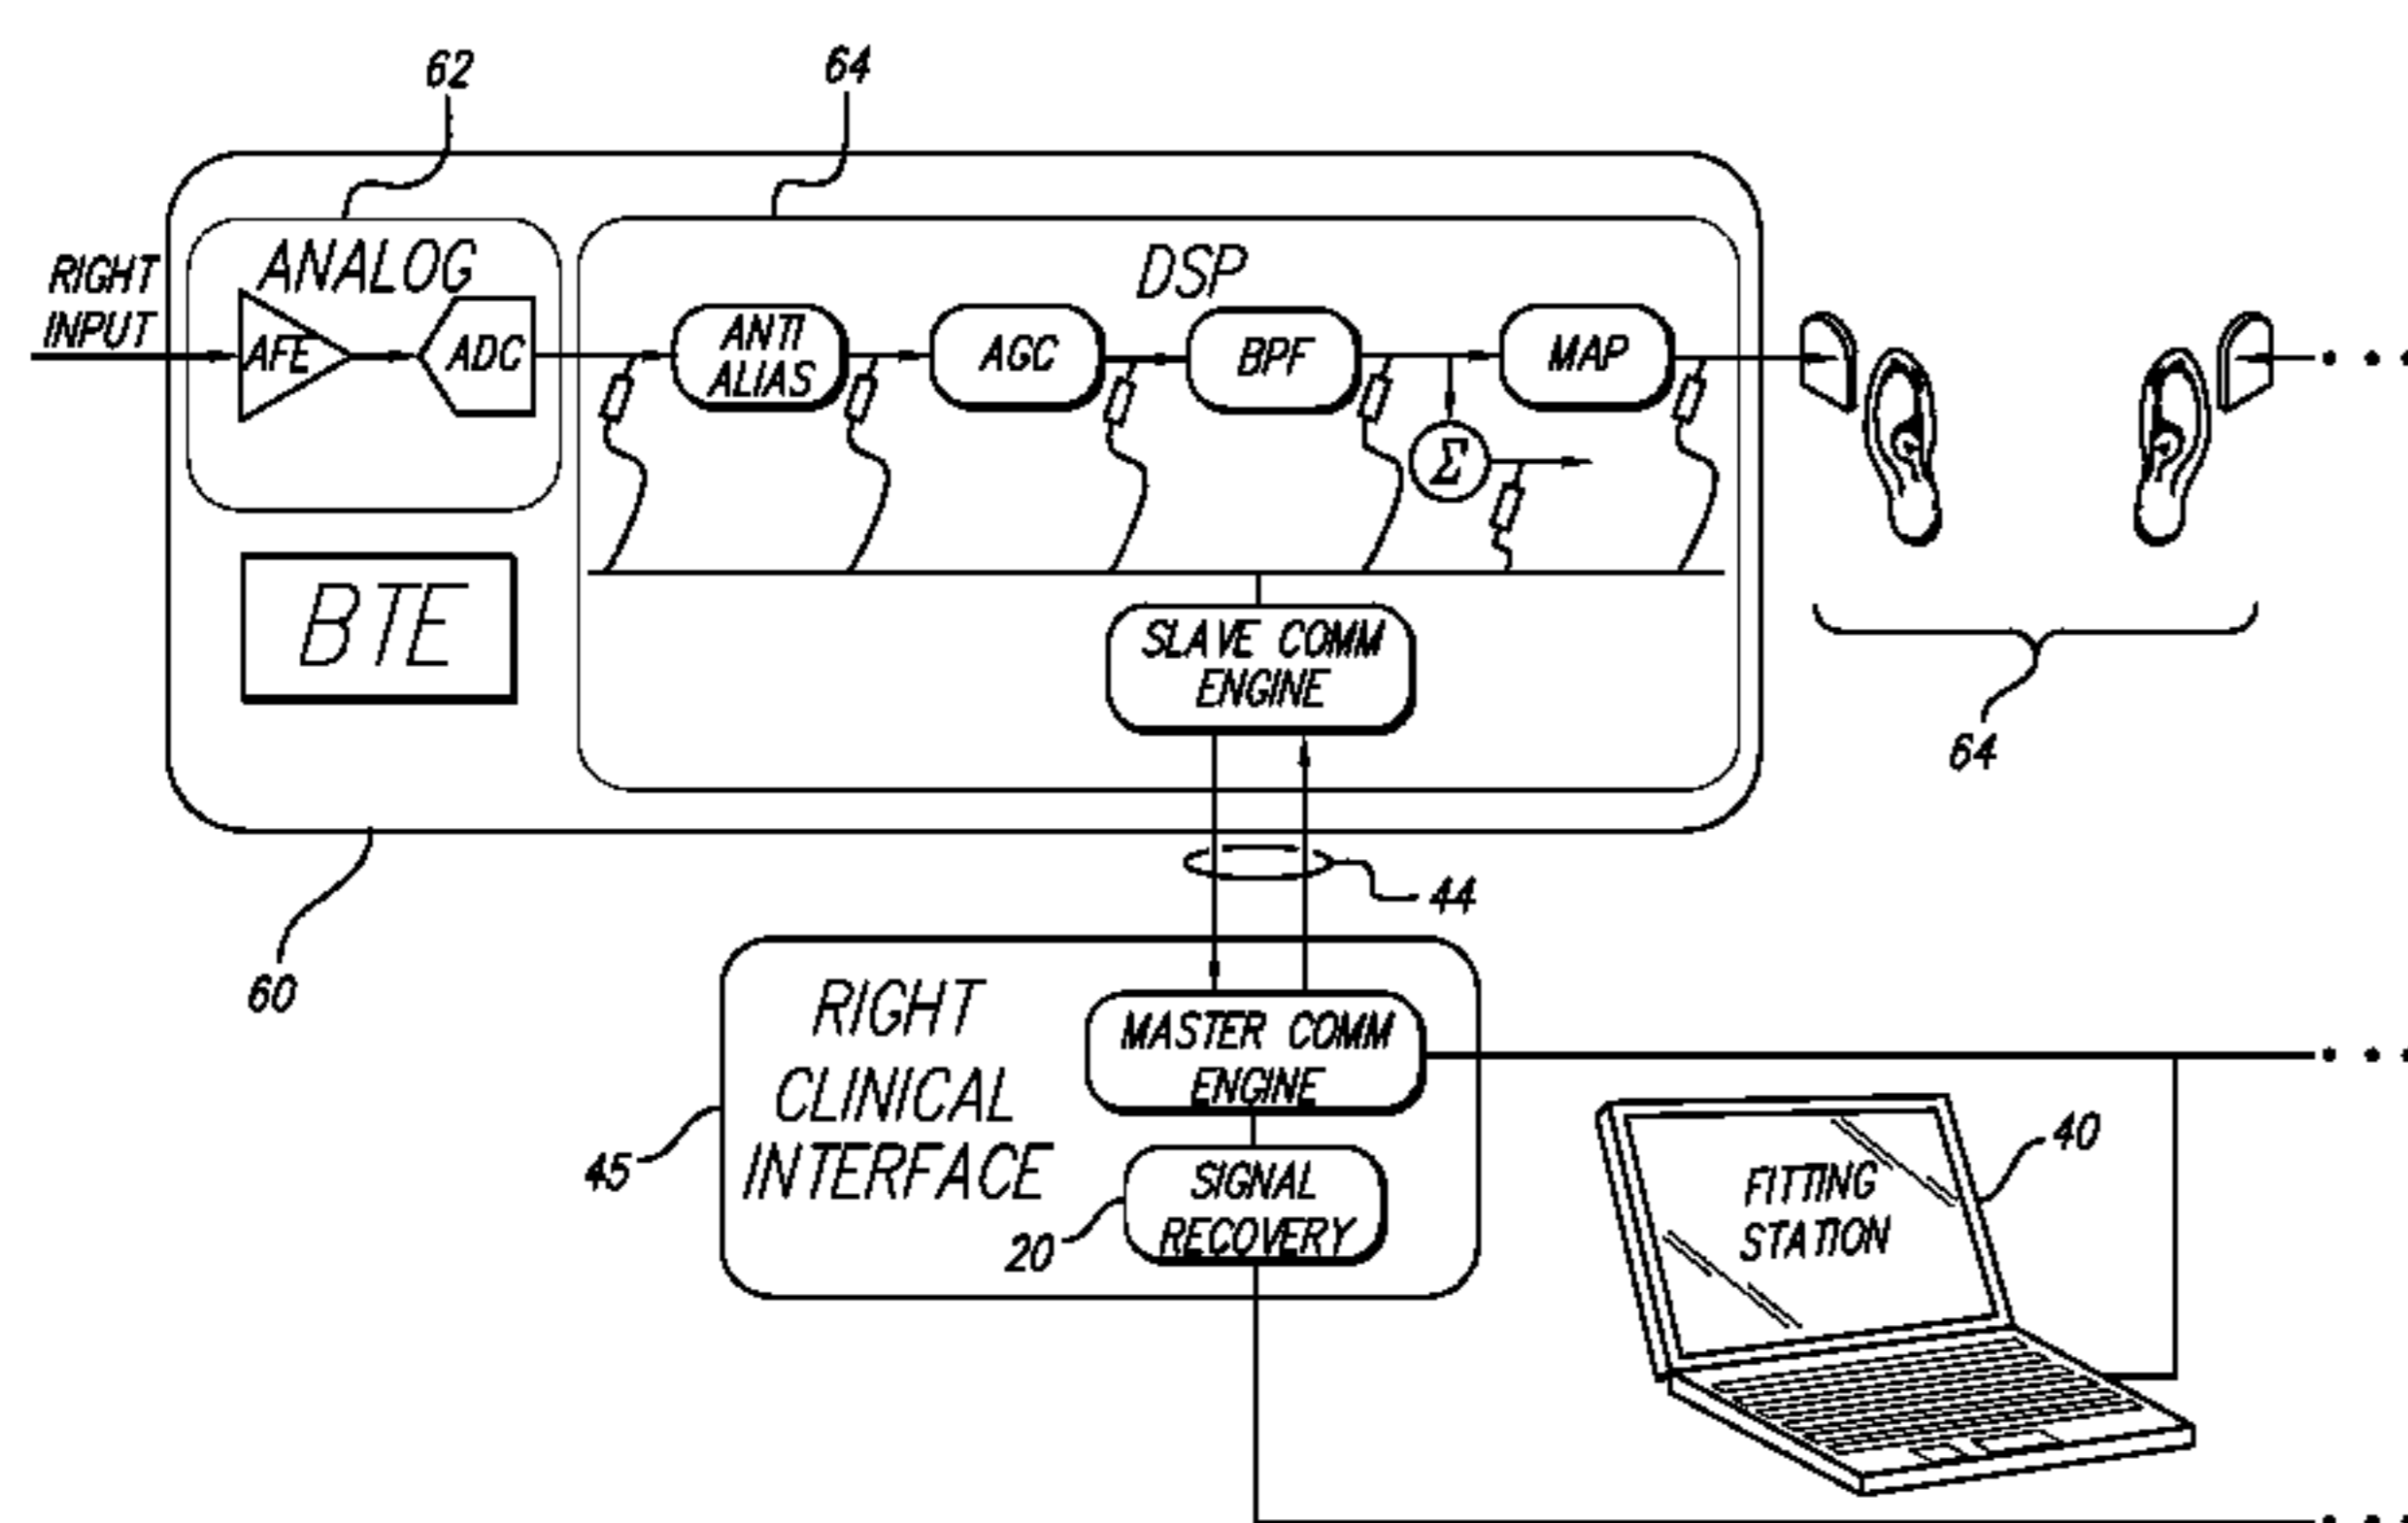 62
64
RIGHT
INPUT
ANALOG
AFE
ADC
DSP
ANTI
ALIAS
AGC
BPF
MAP
Σ
BTE
SLAVE COMM
ENGINE
64
44
60
RIGHT
CLINICAL
INTERFACE
MASTER COMM
ENGINE
45
20
SIGNAL
RECOVERY
FITTING
STATION
40